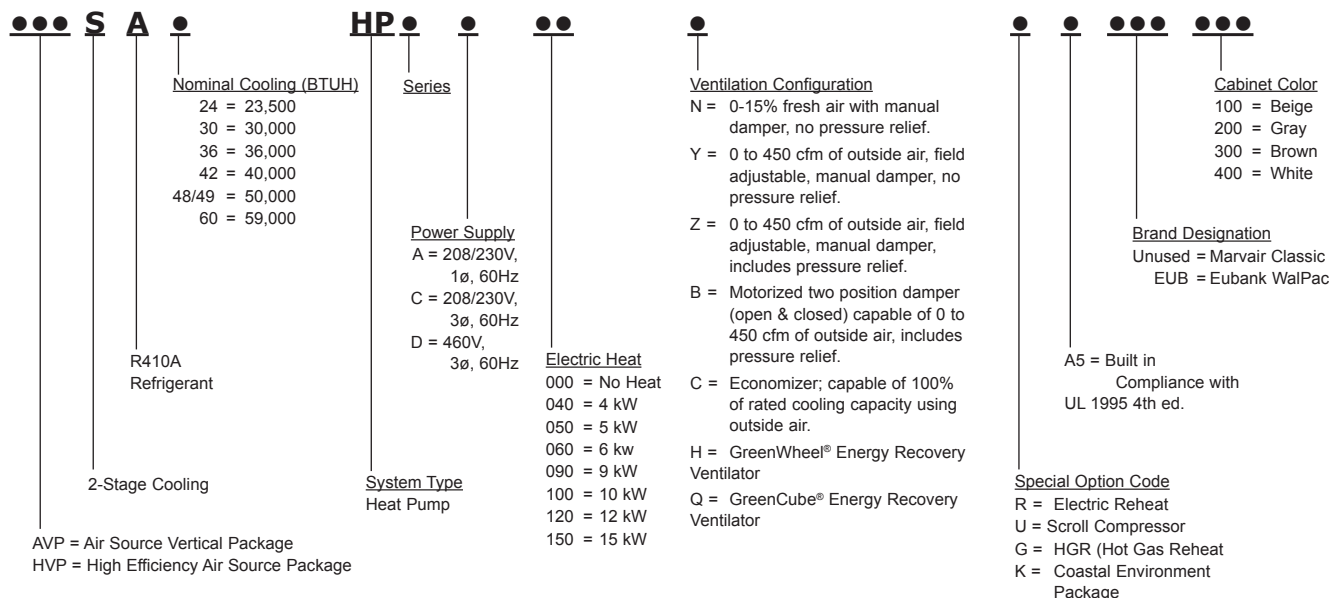 ●●● S A ● HP ● ● ●● ● ● ● ●●● ●●●
Nominal Cooling (BTUH)
24 = 23,500
30 = 30,000
36 = 36,000
42 = 40,000
48/49 = 50,000
60 = 59,000
Series
Power Supply
A = 208/230V,
1ø, 60Hz
C = 208/230V,
3ø, 60Hz
D = 460V,
3ø, 60Hz
R410A
Refrigerant
2-Stage Cooling
AVP = Air Source Vertical Package
HVP = High Efficiency Air Source Package
System Type
Heat Pump
Electric Heat
000 = No Heat
040 = 4 kW
050 = 5 kW
060 = 6 kw
090 = 9 kW
100 = 10 kW
120 = 12 kW
150 = 15 kW
Ventilation Configuration
N = 0-15% fresh air with manual
damper, no pressure relief.
Y = 0 to 450 cfm of outside air, field
adjustable, manual damper, no
pressure relief.
Z = 0 to 450 cfm of outside air, field
adjustable, manual damper,
includes pressure relief.
B = Motorized two position damper
(open & closed) capable of 0 to
450 cfm of outside air, includes
pressure relief.
C = Economizer; capable of 100%
of rated cooling capacity using
outside air.
H = GreenWheel® Energy Recovery
Ventilator
Q = GreenCube® Energy Recovery
Ventilator
Cabinet Color
100 = Beige
200 = Gray
300 = Brown
400 = White
Brand Designation
Unused = Marvair Classic
EUB = Eubank WalPac
A5 = Built in
Compliance with
UL 1995 4th ed.
Special Option Code
R = Electric Reheat
U = Scroll Compressor
G = HGR (Hot Gas Reheat
K = Coastal Environment
Package